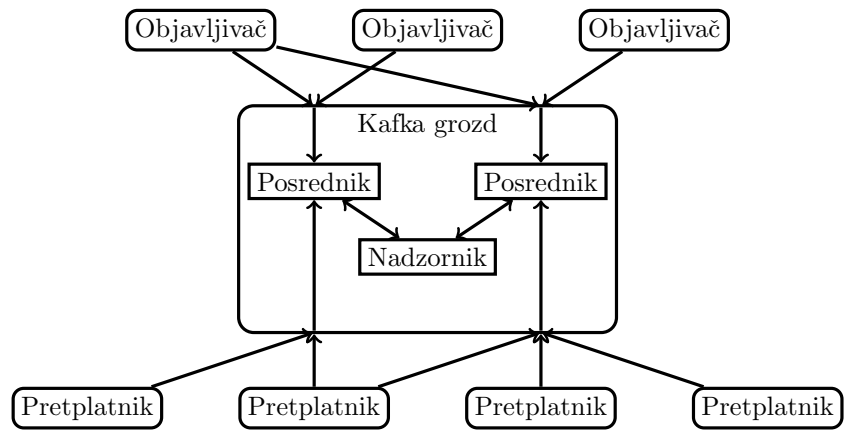 Objavljivač
Objavljivač
Objavljivač
Kafka grozd
Posrednik
Posrednik
Nadzornik
Pretplatnik
Pretplatnik
Pretplatnik
Pretplatnik